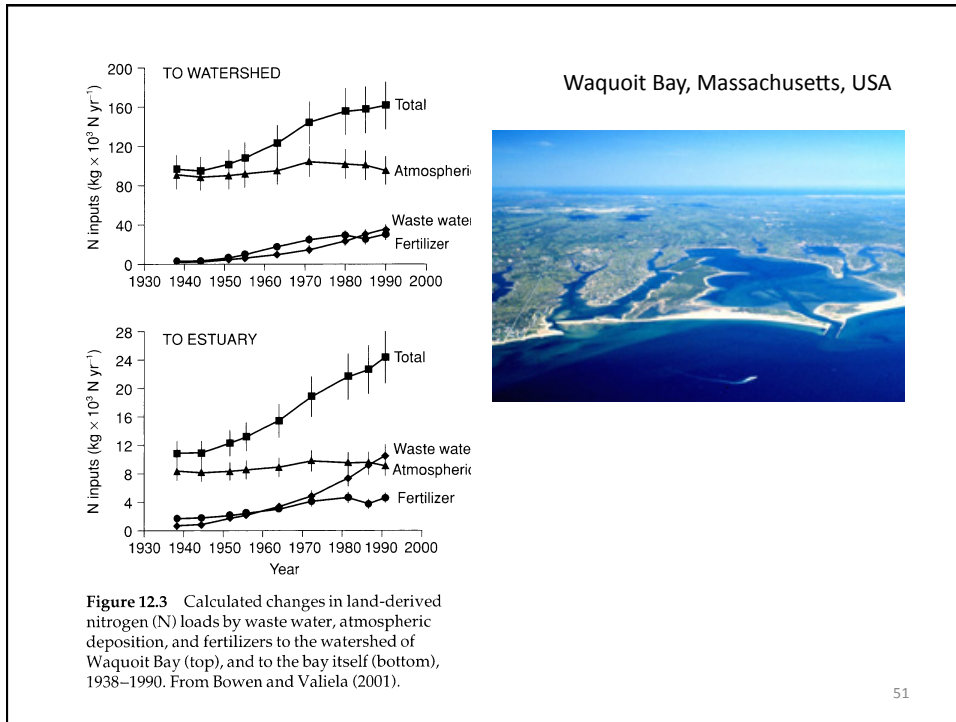 Waquoit Bay, Massachusetts, USA
TO WATERSHED
N inputs (kg × 10³ N yr⁻¹)
200
160
120
80
40
0
Total
Atmospheric
Waste water
Fertilizer
1930 1940 1950 1960 1970 1980 1990 2000
TO ESTUARY
N inputs (kg × 10³ N yr⁻¹)
28
24
20
16
12
8
4
0
Total
Waste wate
Atmospheric
Fertilizer
1930 1940 1950 1960 1970 1980 1990 2000
Year
Figure 12.3 Calculated changes in land-derived
nitrogen (N) loads by waste water, atmospheric
deposition, and fertilizers to the watershed of
Waquoit Bay (top), and to the bay itself (bottom),
1938–1990. From Bowen and Valiela (2001).
51